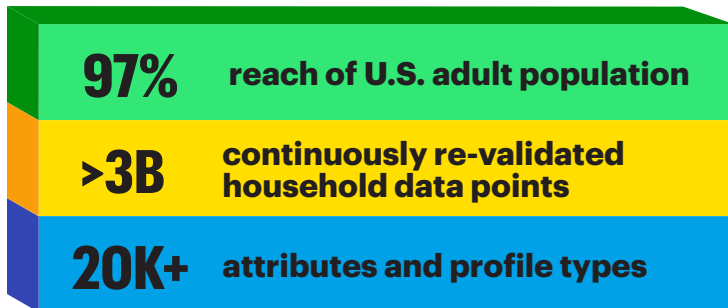 97% reach of U.S. adult population
>3B continuously re-validated
household data points
20K+ attributes and profile types